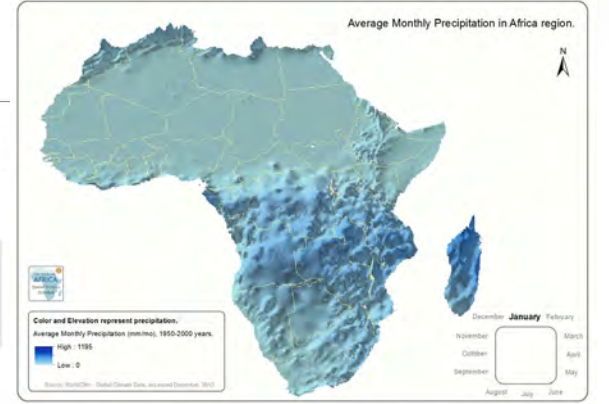 Average Monthly Precipitation in Africa region.
N
AFRICA
Color and Elevation represent precipitation.
Average Monthly Precipitation (mm/mo), 1950-2000 years.
High : 1195
Low : 0
December January February
November March
October April
September May
August July June